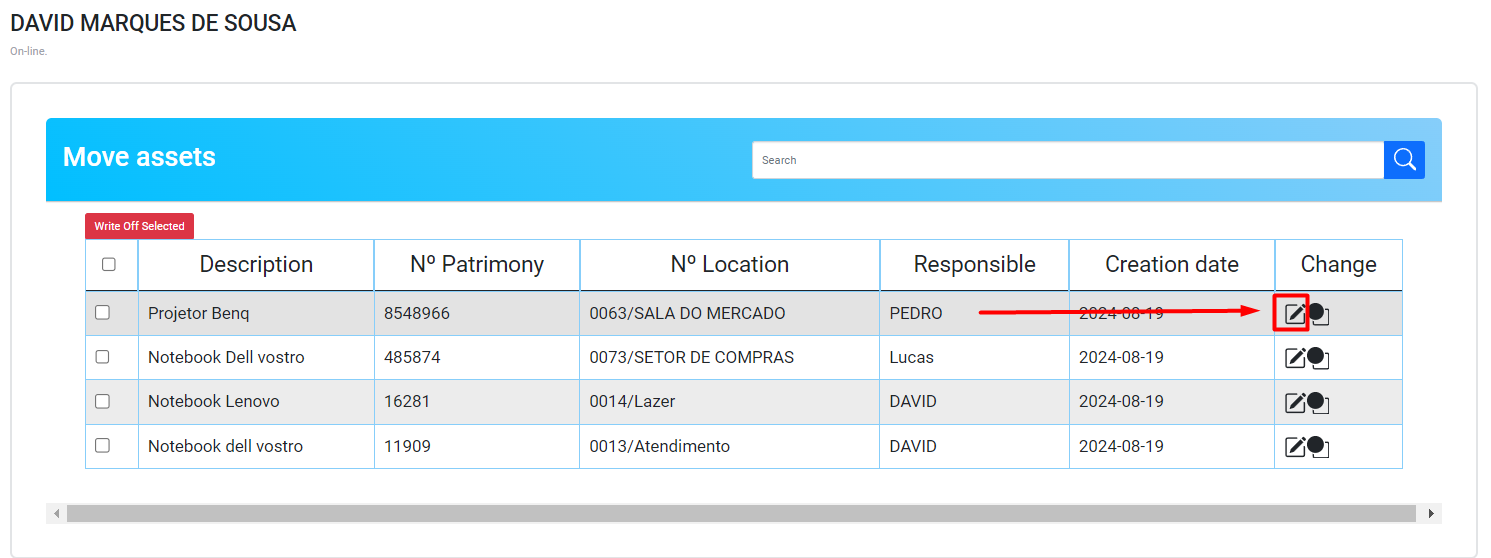 DAVID MARQUES DE SOUSA
On-line.
Move assets
Search
Write Off Selected
Description Nº Patrimony Nº Location Responsible Creation date Change
Projetor Benq 8548966 0063/SALA DO MERCADO PEDRO 2024-08-19
Notebook Dell vostro 485874 0073/SETOR DE COMPRAS Lucas 2024-08-19
Notebook Lenovo 16281 0014/Lazer DAVID 2024-08-19
Notebook dell vostro 11909 0013/Atendimento DAVID 2024-08-19